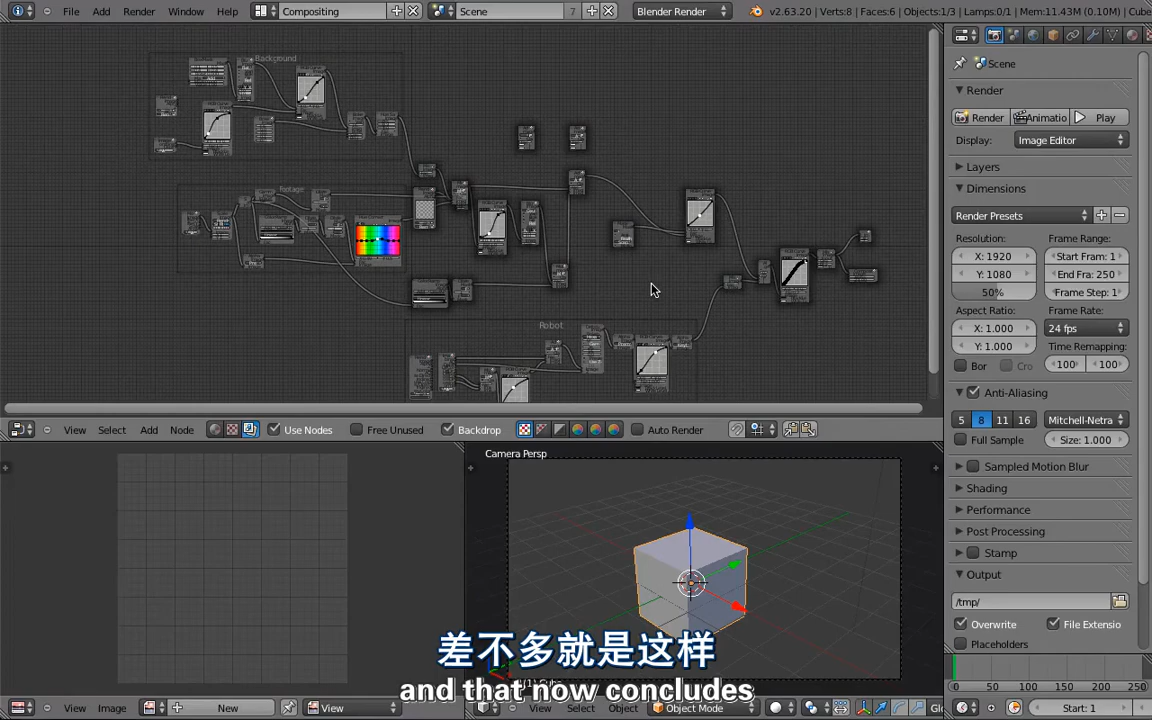 File Add Render Window Help Compositing Scene 7 Blender Render v2.63.20 | Verts:8 | Faces:6 | Objects:1/3 | Lamps:0/1 | Mem:11.43M (0.10M) | Cube
Background
Footage
Robot
View Select Add Node Use Nodes Free Unused Backdrop Auto Render
Camera Persp
(1) Cube
差不多就是这样
and that now concludes
View Image New View
View Select Object Object Mode
Scene
Render
Render Animatio Play
Display: Image Editor
Layers
Dimensions
Render Presets
Resolution: Frame Range:
X: 1920 Start Fram: 1
Y: 1080 End Fra: 250
50% Frame Step: 1
Aspect Ratio: Frame Rate:
X: 1.000 24 fps
Y: 1.000 Time Remapping:
Bor Cro 100 100
Anti-Aliasing
5 8 11 16 Mitchell-Netra
Full Sample Size: 1.000
Sampled Motion Blur
Shading
Performance
Post Processing
Stamp
Output
/tmp/
Overwrite File Extensio
Placeholders
0 50 100 150 200 250
Start: 1